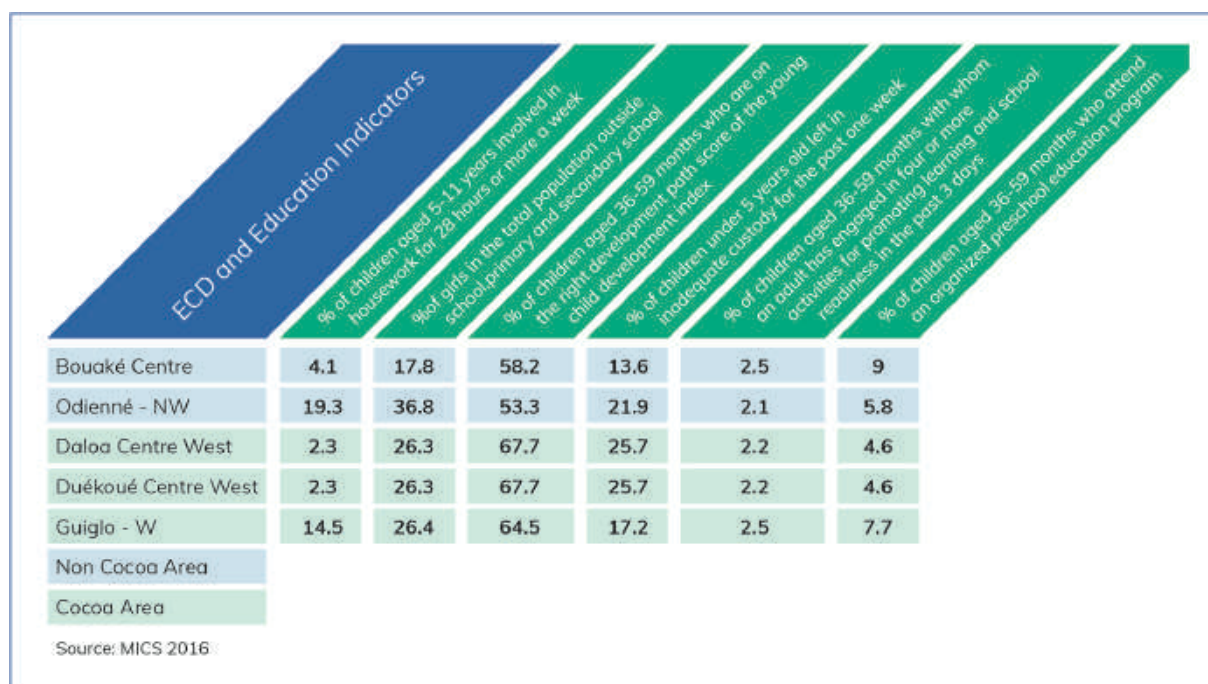 ECD and Education Indicators
% of children aged 5-11 years involved in
housework for 28 hours or more a week
%of girls in the total population outside
school,primary and secondary school
% of children aged 36-59 months who are on
the right development path score of the young
child development index
% of children under 5 years old left in
inadequate custody for the past one week
% of children aged 36-59 months with whom
an adult has engaged in four or more
activities for promoting learning and school
readiness in the past 3 days
% of children aged 36-59 months who attend
an organized preschool education program
Bouaké Centre 4.1 17.8 58.2 13.6 2.5 9
Odienné - NW 19.3 36.8 53.3 21.9 2.1 5.8
Daloa Centre West 2.3 26.3 67.7 25.7 2.2 4.6
Duékoué Centre West 2.3 26.3 67.7 25.7 2.2 4.6
Guiglo - W 14.5 26.4 64.5 17.2 2.5 7.7
Non Cocoa Area
Cocoa Area
Source: MICS 2016